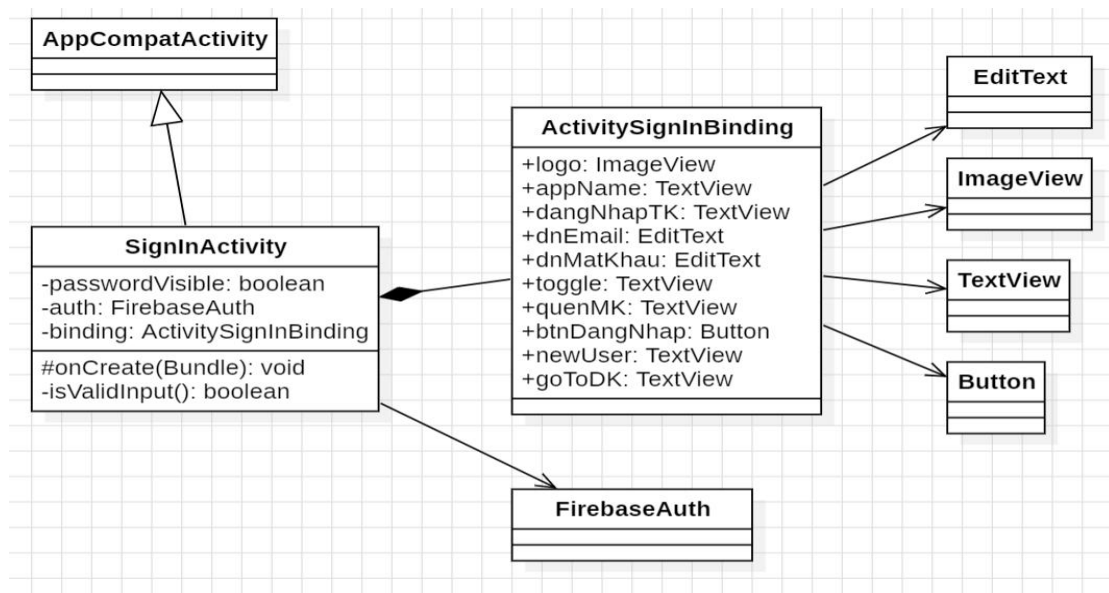 AppCompatActivity
SignInActivity
-passwordVisible: boolean
-auth: FirebaseAuth
-binding: ActivitySignInBinding
#onCreate(Bundle): void
-isValidInput(): boolean
ActivitySignInBinding
+logo: ImageView
+appName: TextView
+dangNhapTK: TextView
+dnEmail: EditText
+dnMatKhau: EditText
+toggle: TextView
+quenMK: TextView
+btnDangNhap: Button
+newUser: TextView
+goToDK: TextView
EditText
ImageView
TextView
Button
FirebaseAuth